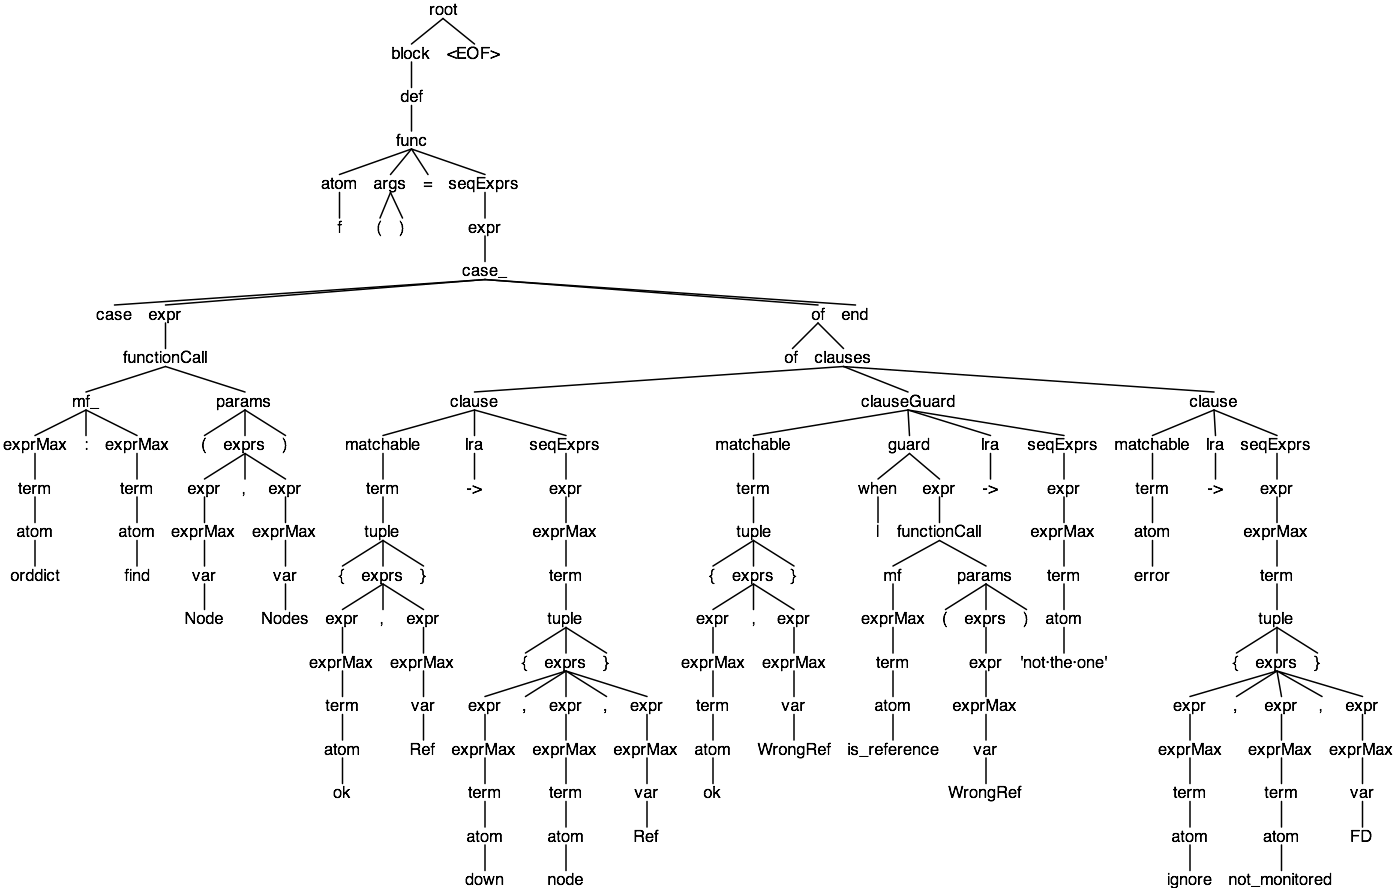 root
block <EOF>
def
func
atom args = seqExprs
f ( ) expr
case_
case expr of end
functionCall of clauses
mf_ params clause clauseGuard clause
exprMax : exprMax ( exprs ) matchable lra seqExprs matchable guard lra seqExprs matchable lra seqExprs
term term expr , expr term -> expr term when expr -> expr term -> expr
atom atom exprMax exprMax tuple exprMax tuple | functionCall exprMax atom exprMax
orddict find var var { exprs } term { exprs } mf params term error term
Node Nodes expr , expr tuple expr , expr exprMax ( exprs ) atom tuple
exprMax exprMax { exprs } exprMax exprMax term expr 'not·the·one' { exprs }
term var expr , expr , expr term var atom exprMax expr , expr , expr
atom Ref exprMax exprMax exprMax atom WrongRef is_reference var exprMax exprMax exprMax
ok term term var ok WrongRef term term var
atom atom Ref atom atom FD
down node ignore not_monitored